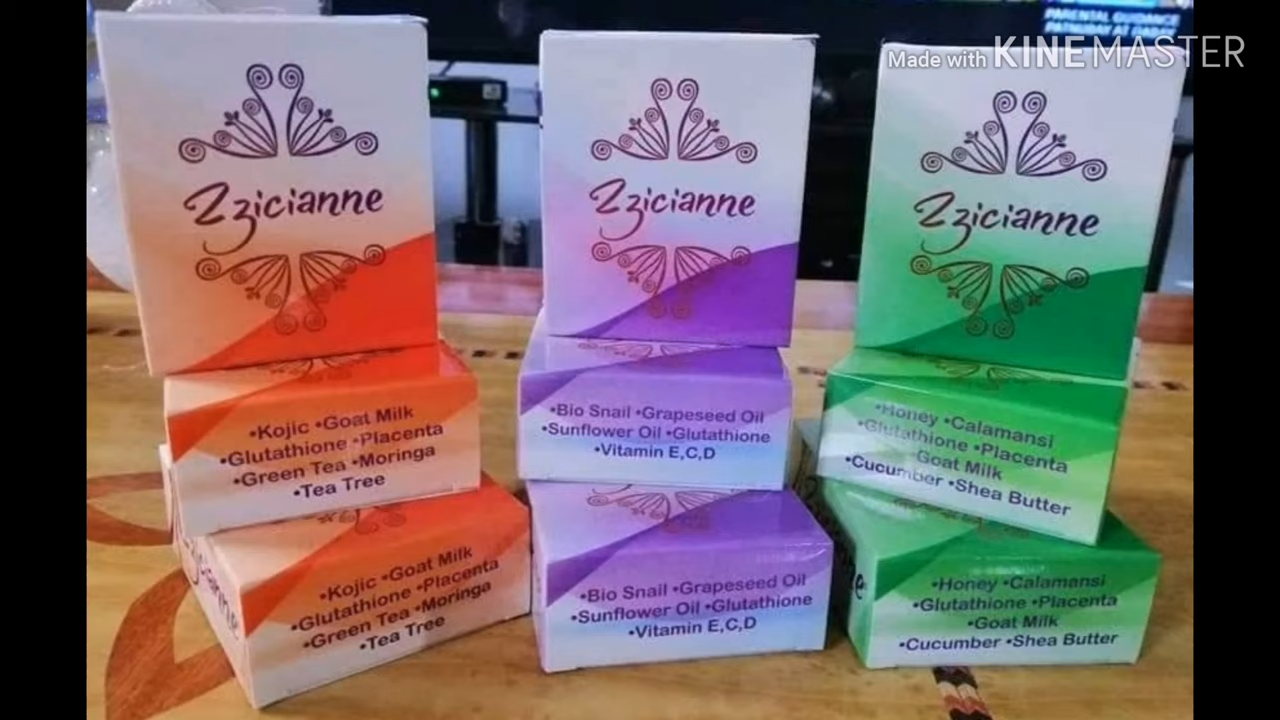 PARENTAL GUIDANCE
Made with KINEMASTER
Zzicianne
Zzicianne
Zzicianne
•Kojic •Goat Milk
•Glutathione •Placenta
•Green Tea •Moringa
•Tea Tree
•Bio Snail •Grapeseed Oil
•Sunflower Oil •Glutathione
•Vitamin E,C,D
•Honey •Calamansi
•Glutathione •Placenta
•Goat Milk
•Cucumber •Shea Butter
•Kojic •Goat Milk
•Glutathione •Placenta
•Green Tea •Moringa
•Tea Tree
•Bio Snail •Grapeseed Oil
•Sunflower Oil •Glutathione
•Vitamin E,C,D
•Honey •Calamansi
•Glutathione •Placenta
•Goat Milk
•Cucumber •Shea Butter